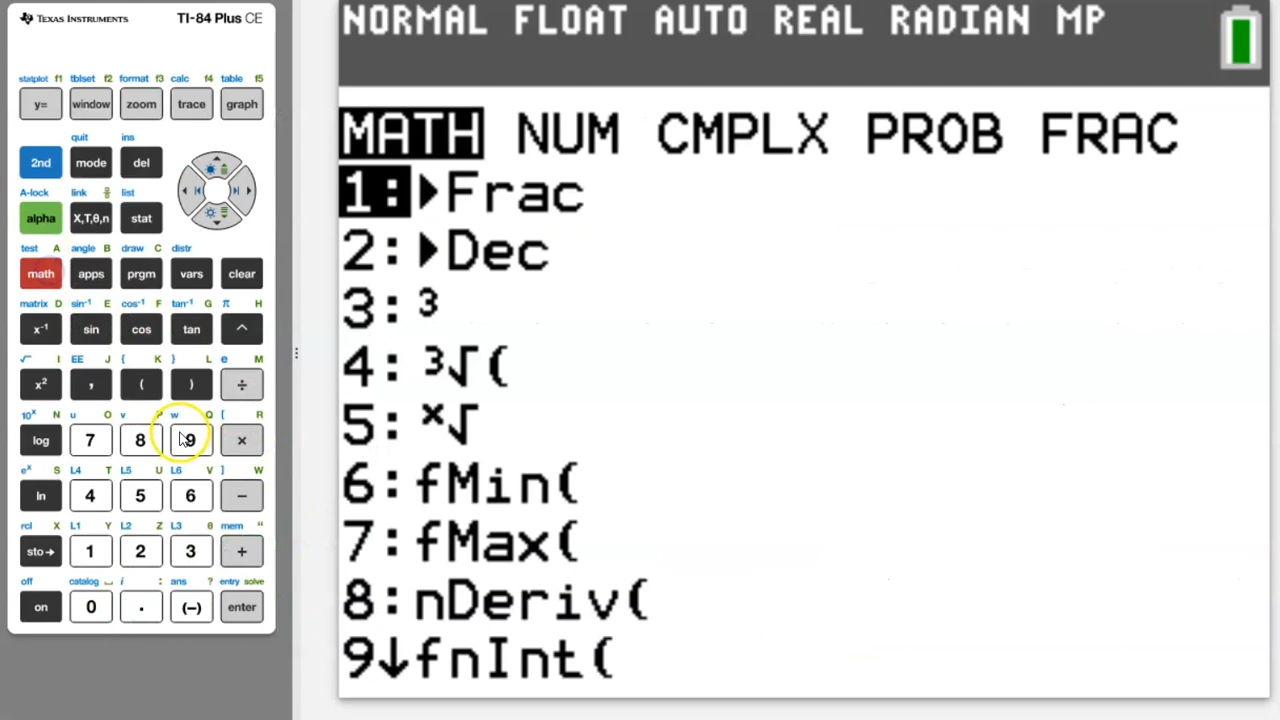 TEXAS INSTRUMENTS TI-84 Plus CE
statplot f1 tblset f2 format f3 calc f4 table f5
y= window zoom trace graph
quit ins
2nd mode del
A-lock link list
alpha X,T,θ,n stat
test A angle B draw C distr
math apps prgm vars clear
matrix D sin⁻¹ E cos⁻¹ F tan⁻¹ G π H
x⁻¹ sin cos tan ^
√ I EE J { K } L e M
x² , ( ) ÷
10ˣ N u O v P w Q [ R
log 7 8 9 ×
eˣ S L4 T L5 U L6 V ] W
ln 4 5 6 −
rcl X L1 Y L2 Z L3 θ mem "
sto→ 1 2 3 +
off catalog ⎵ i : ans ? entry solve
on 0 . (−) enter
NORMAL FLOAT AUTO REAL RADIAN MP
MATH NUM CMPLX PROB FRAC
1:▶Frac
2:▶Dec
3:³
4:³√(
5:ˣ√
6:fMin(
7:fMax(
8:nDeriv(
9↓fnInt(